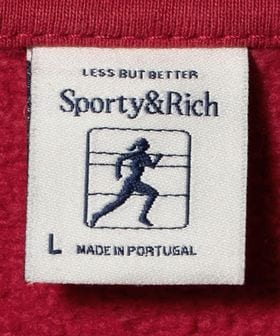 LESS BUT BETTER
Sporty&Rich
L MADE IN PORTUGAL